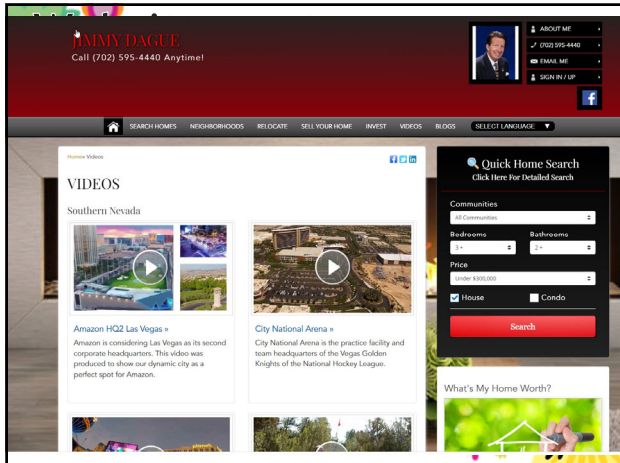 JIMMY DAGUE
Call (702) 595-4440 Anytime!
ABOUT ME
(702) 595-4440
EMAIL ME
SIGN IN / UP
SEARCH HOMES NEIGHBORHOODS RELOCATE SELL YOUR HOME INVEST VIDEOS BLOGS SELECT LANGUAGE ▼
Home» Videos
VIDEOS
Southern Nevada
Amazon HQ2 Las Vegas »
Amazon is considering Las Vegas as its second
corporate headquarters. This video was
produced to show our dynamic city as a
perfect spot for Amazon.
City National Arena »
City National Arena is the practice facility and
team headquarters of the Vegas Golden
Knights of the National Hockey League.
Quick Home Search
Click Here For Detailed Search
Communities
All Communities
Bedrooms Bathrooms
3+ 2+
Price
Under $300,000
House Condo
Search
What's My Home Worth?